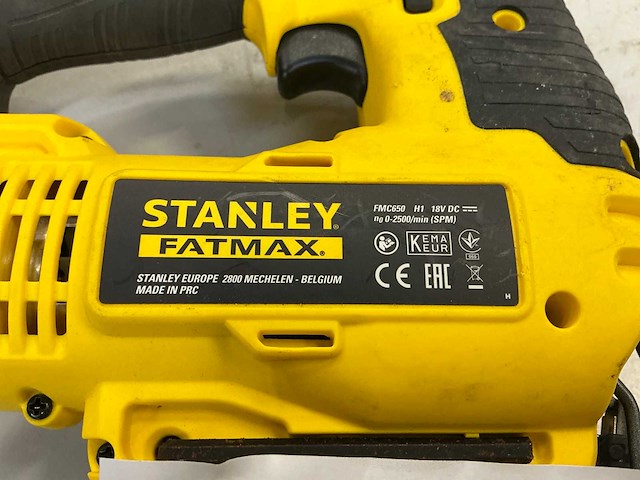 STANLEY®
FATMAX®
STANLEY EUROPE 2800 MECHELEN - BELGIUM
MADE IN PRC
FMC650 H1 18V DC
n0 0-2500/min (SPM)
KEMA
KEUR
CE EAC
H